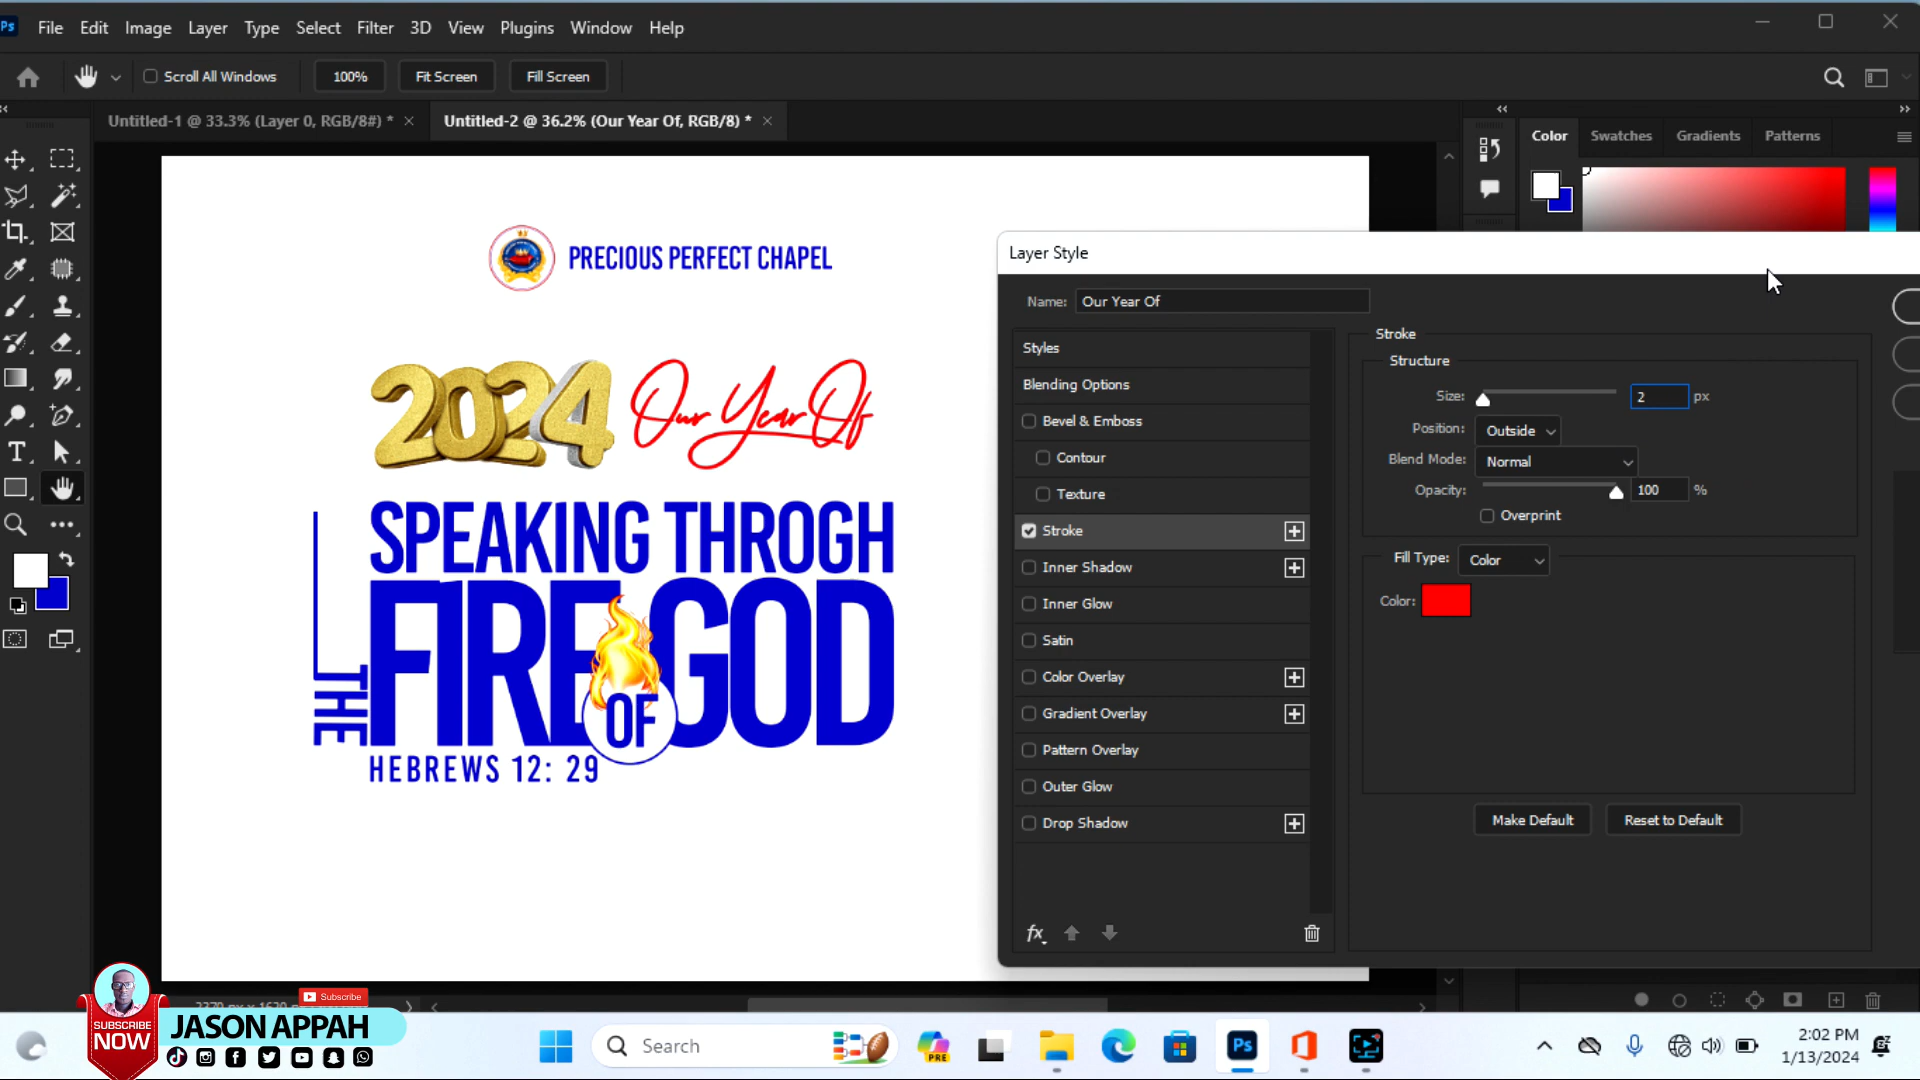 Ps File Edit Image Layer Type Select Filter 3D View Plugins Window Help
Scroll All Windows 100% Fit Screen Fill Screen
Untitled-1 @ 33.3% (Layer 0, RGB/8#) * Untitled-2 @ 36.2% (Our Year Of, RGB/8) *
Color Swatches Gradients Patterns
PRECIOUS PERFECT CHAPEL
2024 Our Year Of
SPEAKING THROGH
THE FIRE OF GOD
HEBREWS 12: 29
Layer Style
Name: Our Year Of
Styles
Blending Options
Bevel & Emboss
Contour
Texture
Stroke
Inner Shadow
Inner Glow
Satin
Color Overlay
Gradient Overlay
Pattern Overlay
Outer Glow
Drop Shadow
fx
Stroke
Structure
Size: 2 px
Position: Outside
Blend Mode: Normal
Opacity: 100 %
Overprint
Fill Type: Color
Color:
Make Default Reset to Default
Subscribe
SUBSCRIBE
NOW
JASON APPAH
Search
PRE
Ps
2:02 PM
1/13/2024